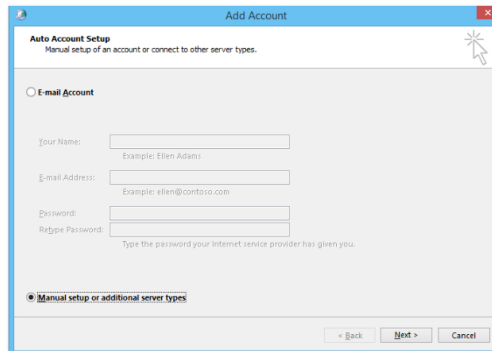 Add Account
Auto Account Setup
Manual setup of an account or connect to other server types.
E-mail Account
Your Name:
Example: Ellen Adams
E-mail Address:
Example: ellen@contoso.com
Password:
Retype Password:
Type the password your Internet service provider has given you.
Manual setup or additional server types
< Back Next > Cancel